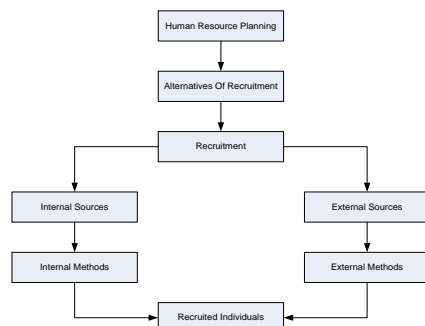 Human Resource Planning
Alternatives Of Recruitment
Recruitment
Internal Sources
External Sources
Internal Methods
External Methods
Recruited Individuals